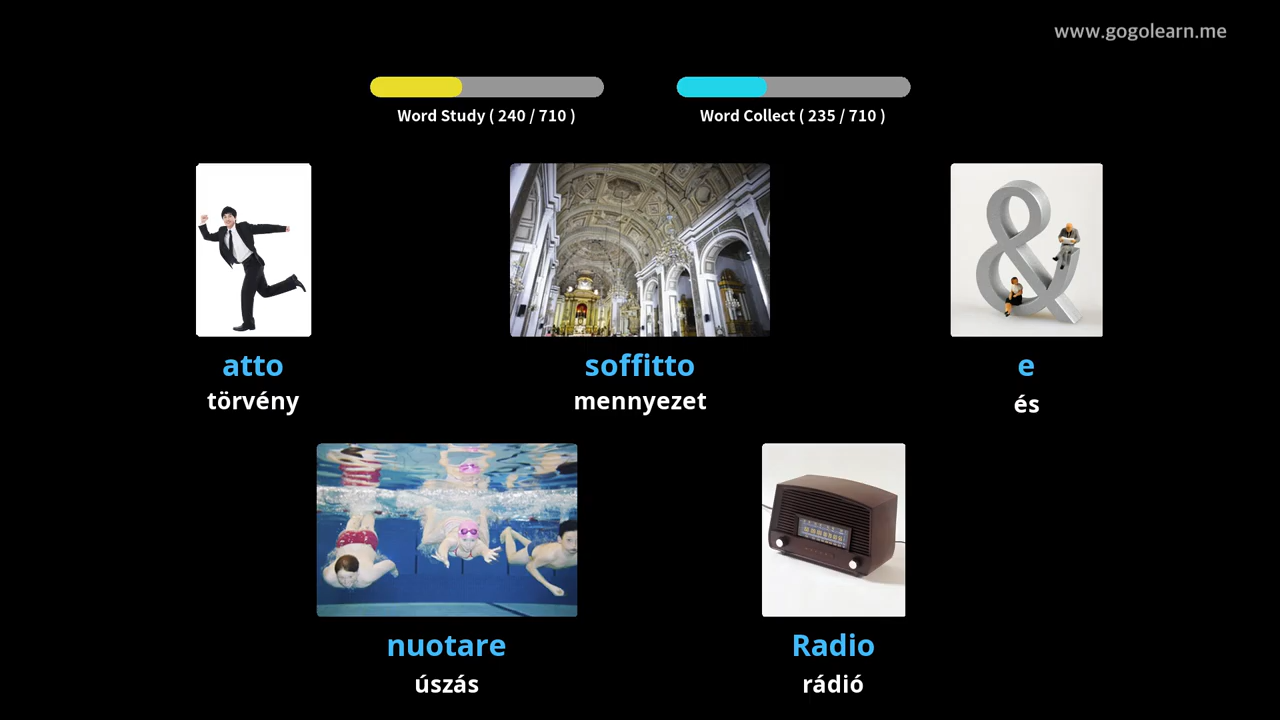 www.gogolearn.me
Word Study ( 240 / 710 )
Word Collect ( 235 / 710 )
atto
törvény
soffitto
mennyezet
e
és
nuotare
úszás
Radio
rádió